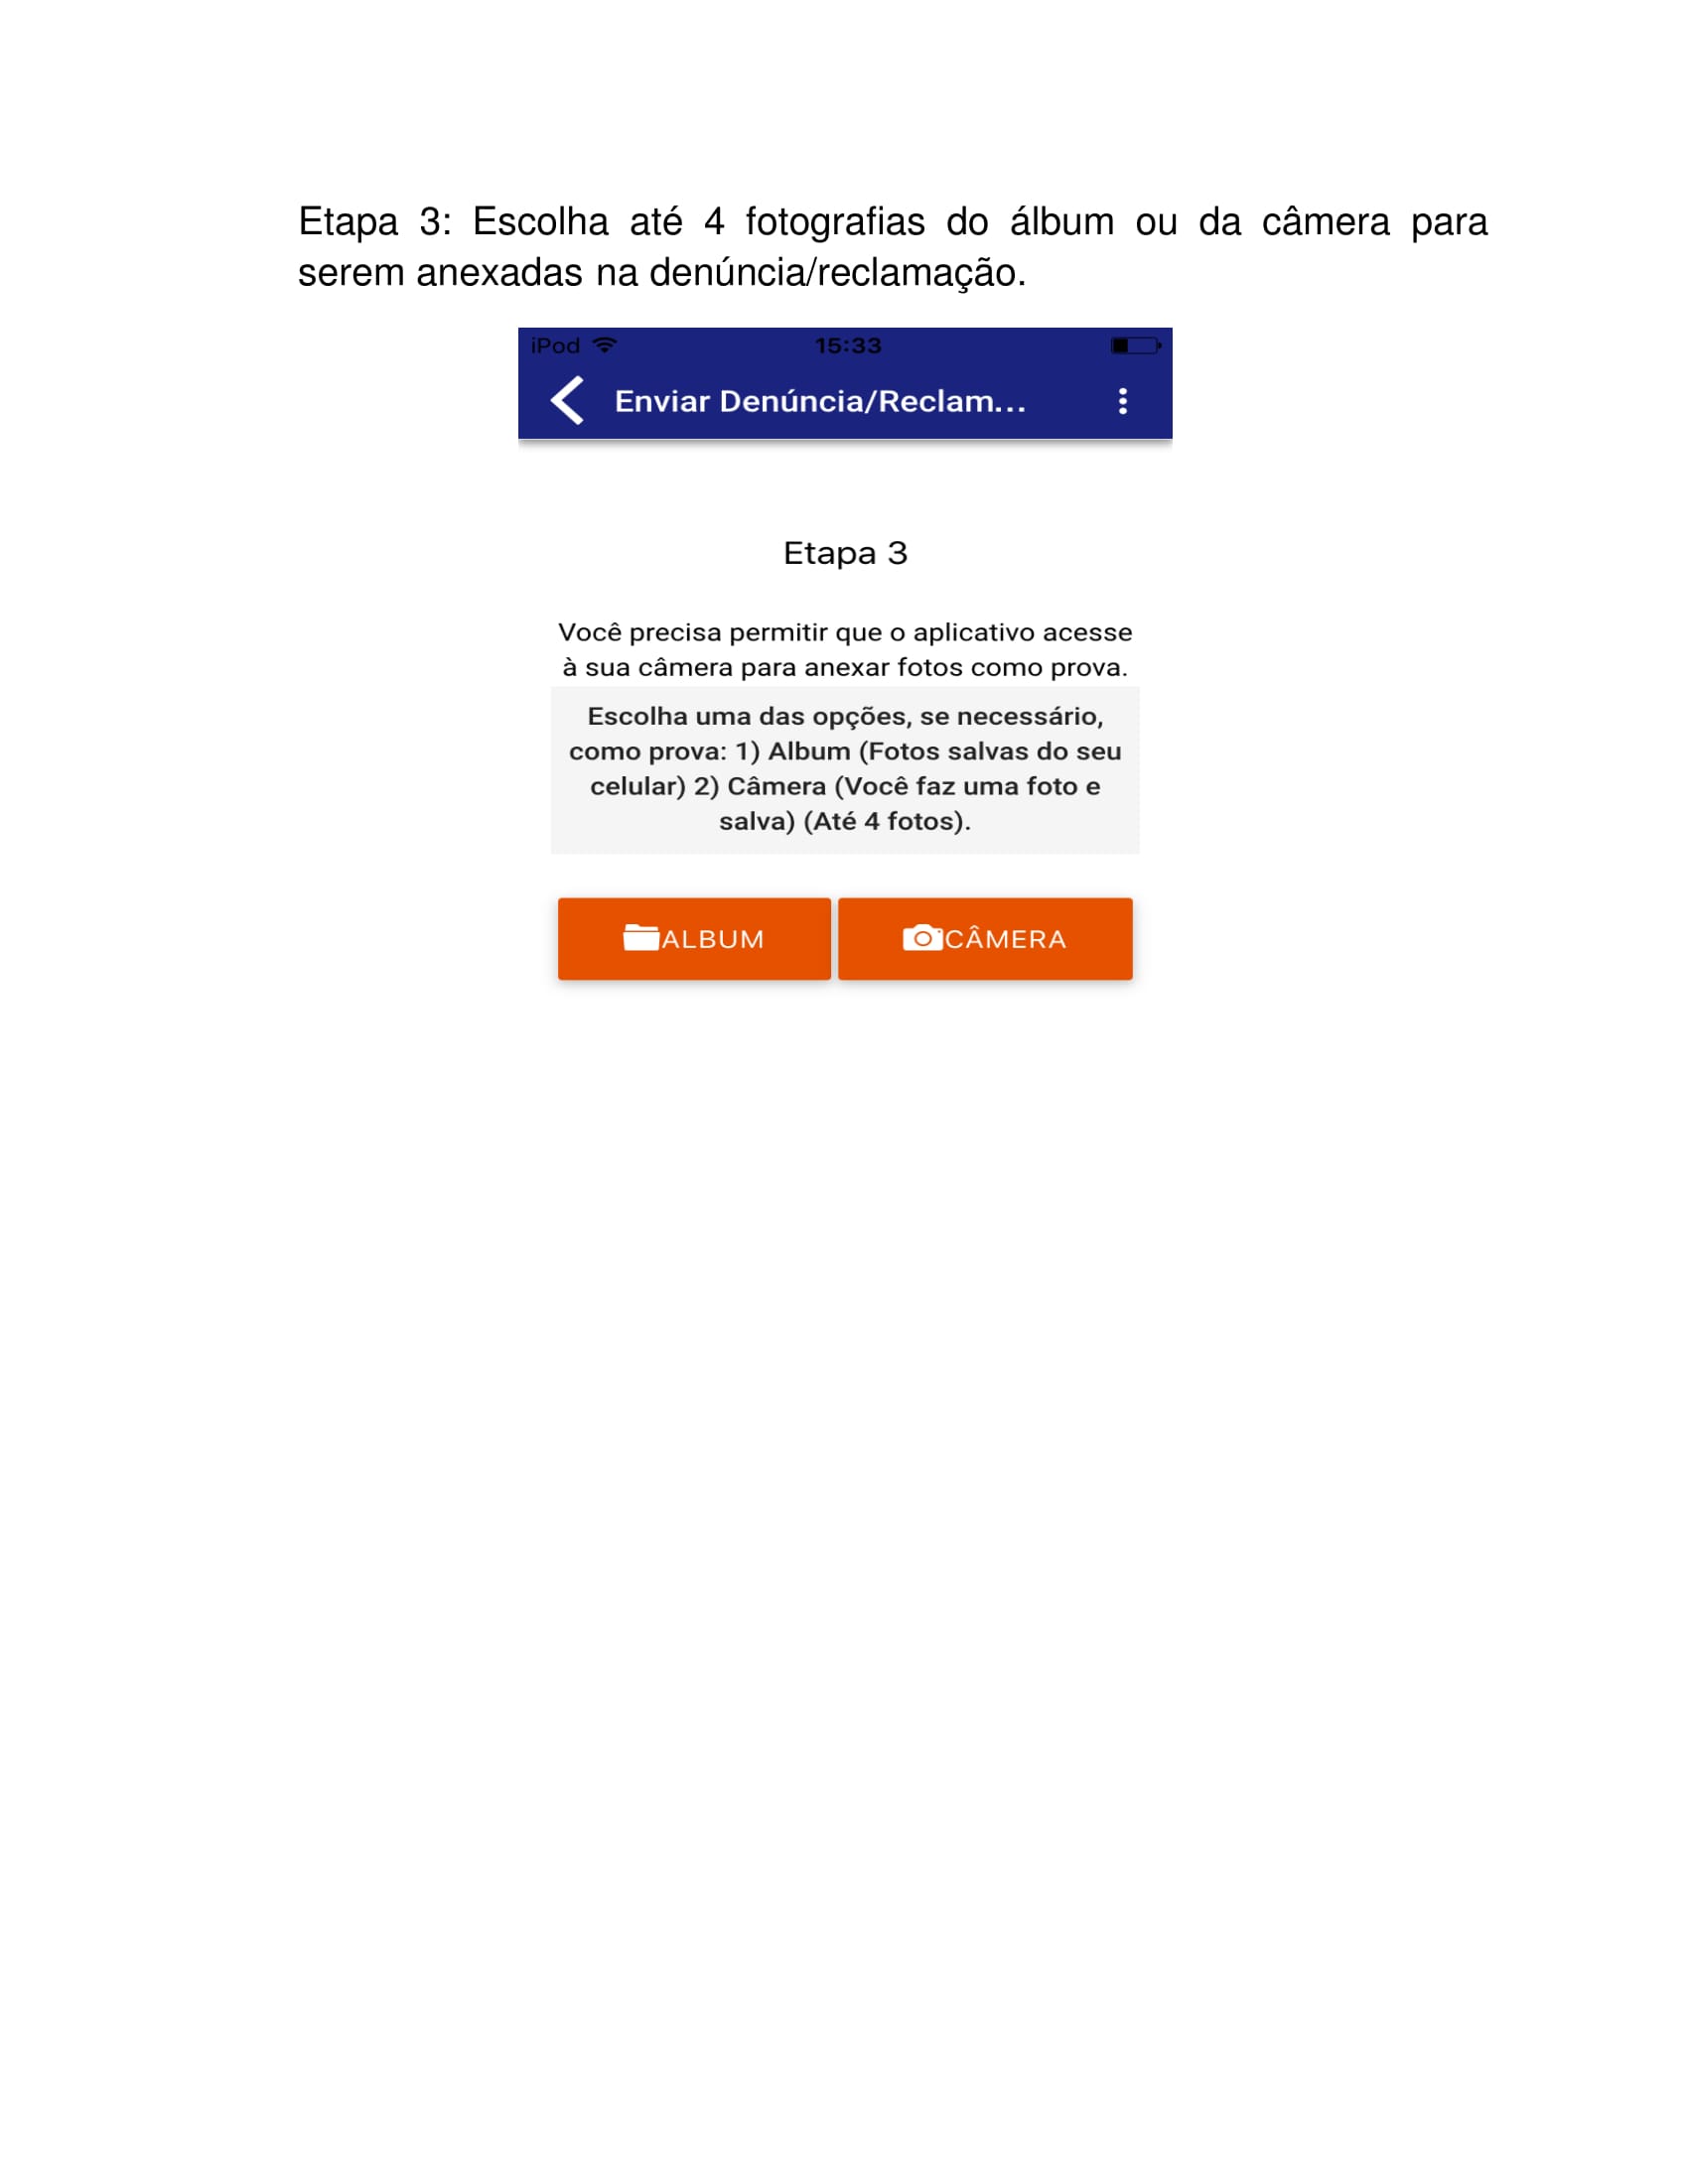 Etapa 3: Escolha até 4 fotografias do álbum ou da câmera para
serem anexadas na denúncia/reclamação.
iPod 15:33
Enviar Denúncia/Reclam...
Etapa 3
Você precisa permitir que o aplicativo acesse
à sua câmera para anexar fotos como prova.
Escolha uma das opções, se necessário,
como prova: 1) Album (Fotos salvas do seu
celular) 2) Câmera (Você faz uma foto e
salva) (Até 4 fotos).
ALBUM CÂMERA